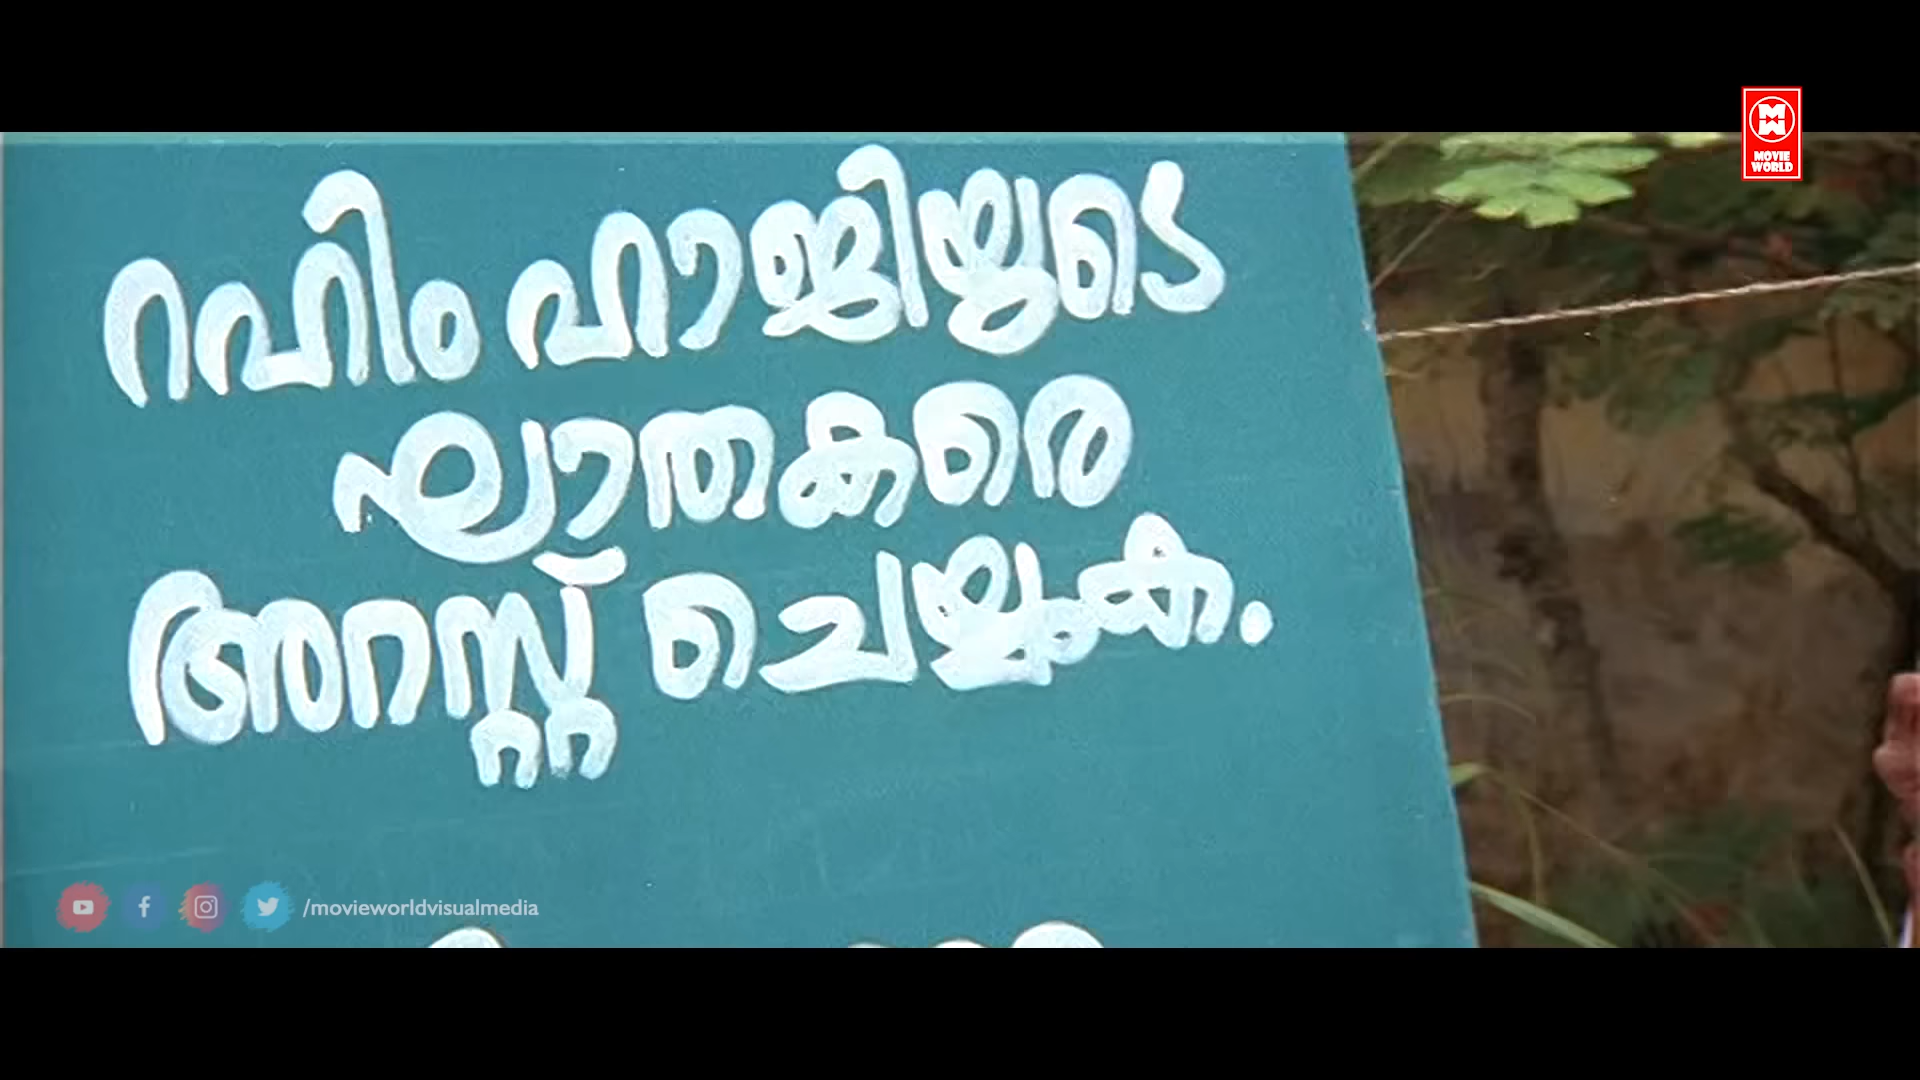 MOVIE
WORLD
റഹിം ഹാജിയുടെ
ഘാതകരെ
അറസ്റ്റ് ചെയ്യുക.
/movieworldvisualmedia